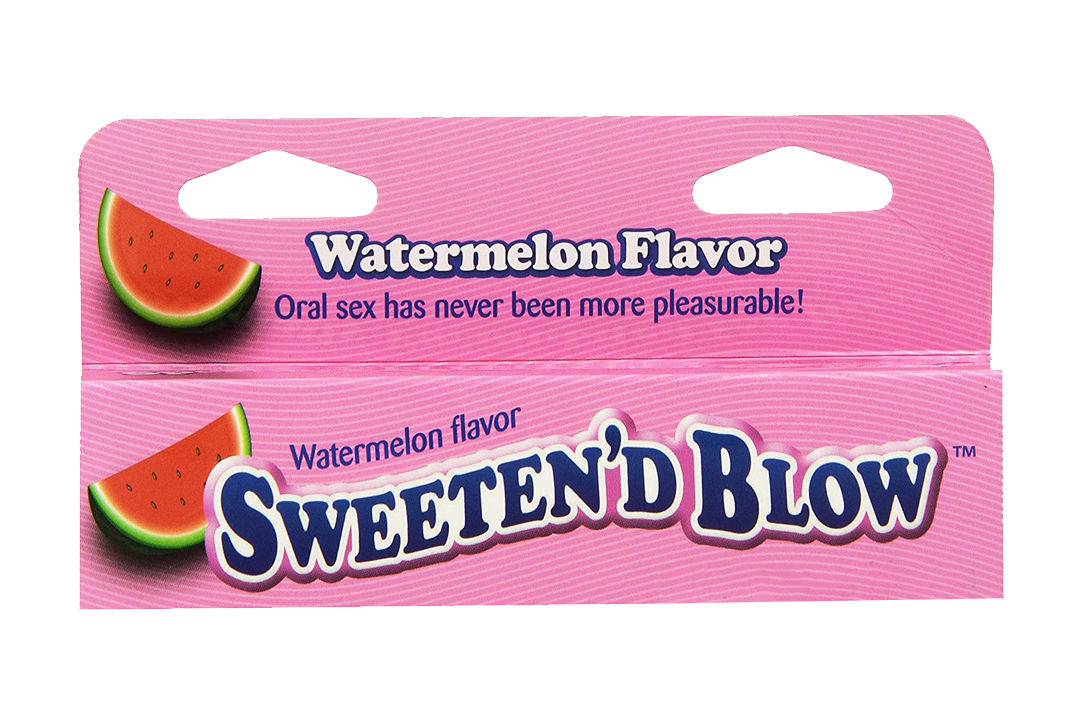 Watermelon Flavor
Oral sex has never been more pleasurable!
Watermelon flavor
SWEETEN'D BLOW™